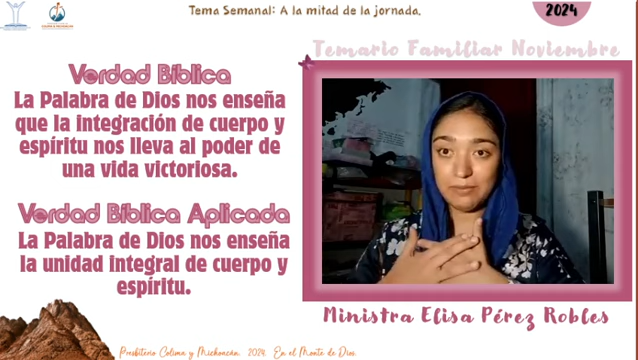 Tema Semanal: A la mitad de la jornada.
2024
Temario Familiar Noviembre
Verdad Bíblica
La Palabra de Dios nos enseña
que la integración de cuerpo y
espíritu nos lleva al poder de
una vida victoriosa.
Verdad Bíblica Aplicada
La Palabra de Dios nos enseña
la unidad integral de cuerpo y
espíritu.
Ministra Elisa Pérez Robles
Presbiterio Colima y Michoacán. 2024. En el Monte de Dios.